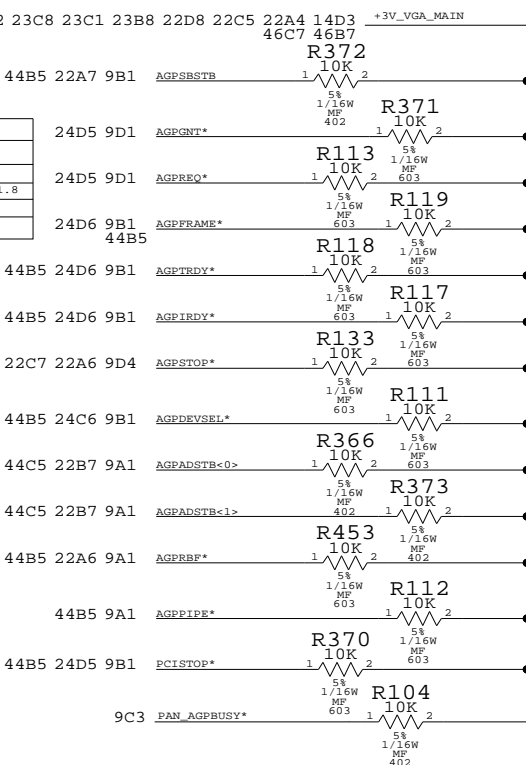 2 23C8 23C1 23B8 22D8 22C5 22A4 14D3 +3V_VGA_MAIN
46C7 46B7
R372
10K
44B5 22A7 9B1 AGPSBSTB 1 2
5%
1/16W
MF
402
R371
10K
24D5 9D1 AGPGNT* 1 2
5%
1/16W
MF
603
R113
10K
24D5 9D1 AGPREQ* 1 2
5%
1/16W
MF
603
1.8
R119
10K
24D6 9B1 AGPFRAME* 1 2
44B5
5%
1/16W
MF
603
R118
10K
44B5 24D6 9B1 AGPTRDY* 1 2
5%
1/16W
MF
603
R117
10K
44B5 24D6 9B1 AGPIRDY* 1 2
5%
1/16W
MF
603
R133
10K
22C7 22A6 9D4 AGPSTOP* 1 2
5%
1/16W
MF
603
R111
10K
44B5 24C6 9B1 AGPDEVSEL* 1 2
5%
1/16W
MF
603
R366
10K
44C5 22B7 9A1 AGPADSTB<0> 1 2
5%
1/16W
MF
402
R373
10K
44C5 22B7 9A1 AGPADSTB<1> 1 2
5%
1/16W
MF
402
R453
10K
44B5 22A6 9A1 AGPRBF* 1 2
5%
1/16W
MF
603
R112
10K
44B5 9A1 AGPPIPE* 1 2
5%
1/16W
MF
603
R370
10K
44B5 24D5 9B1 PCISTOP* 1 2
5%
1/16W
MF
603
R104
10K
9C3 PAN_AGPBUSY* 1 2
5%
1/16W
MF
402